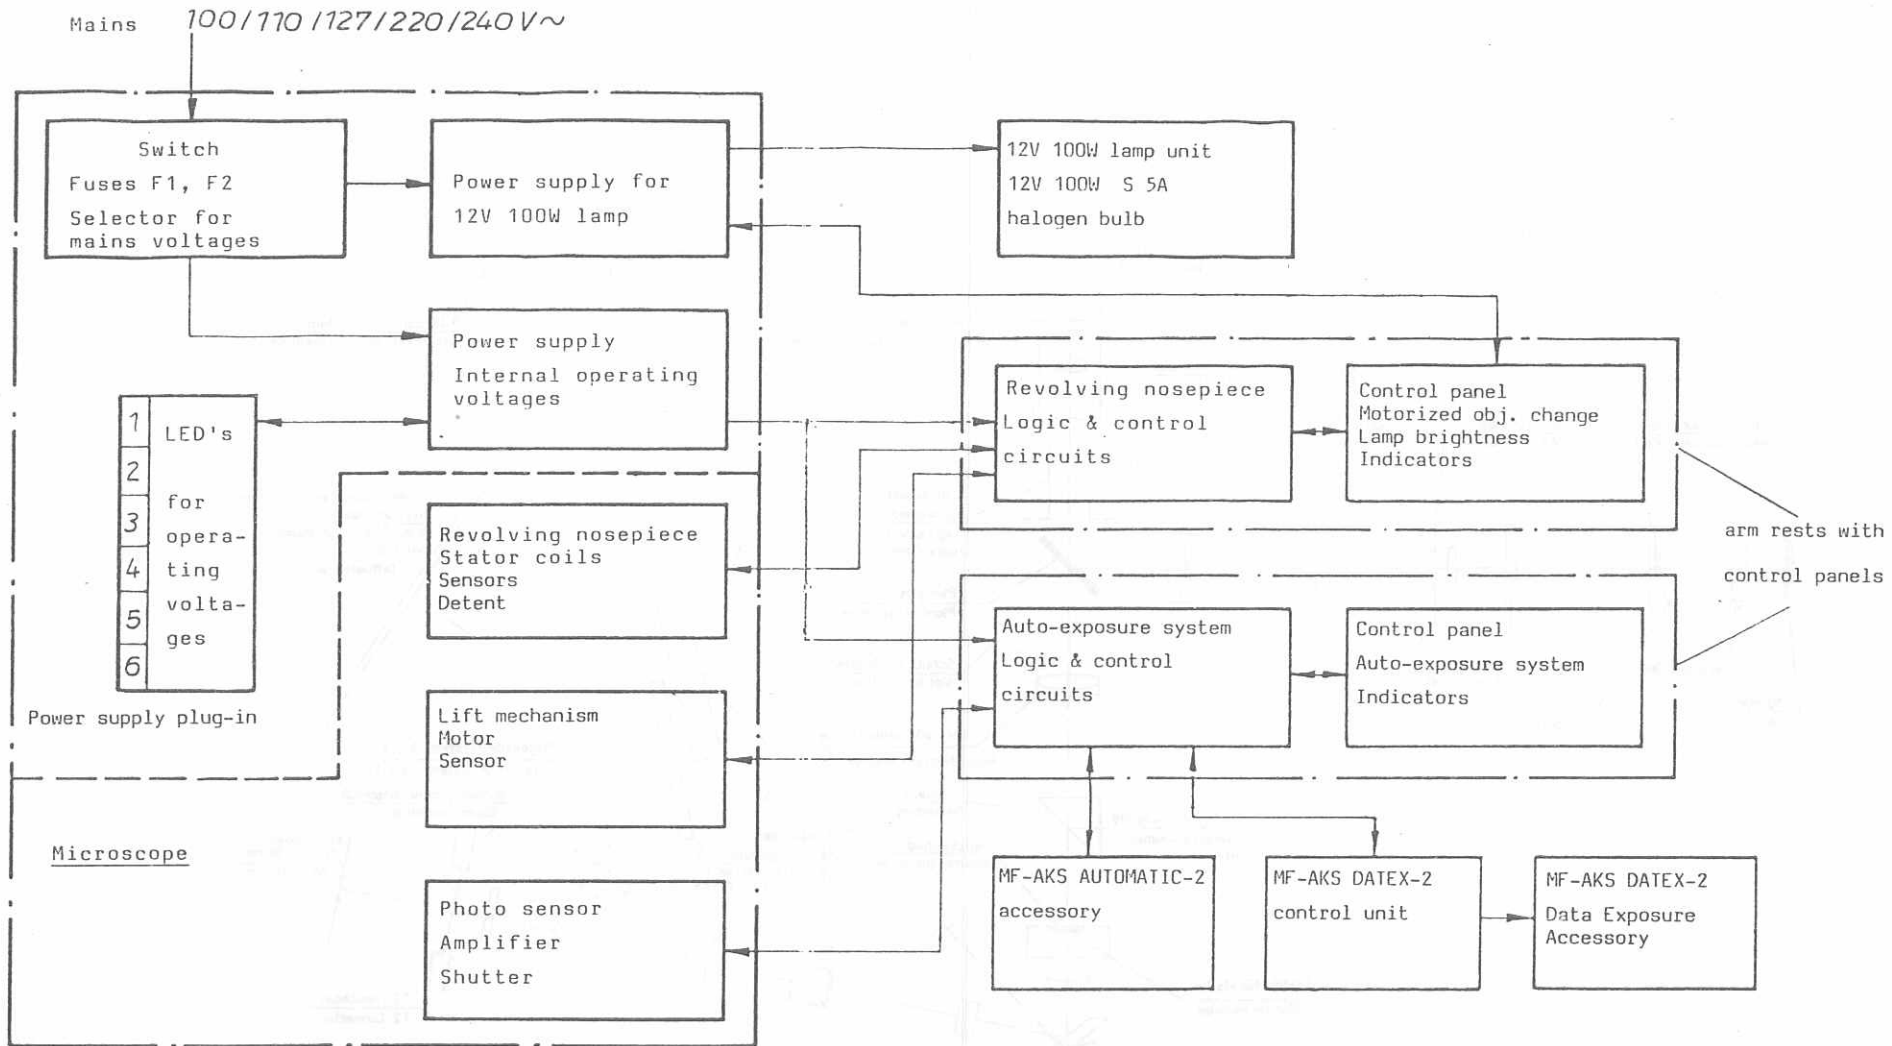 Mains 100/110/127/220/240 V~
Switch
Fuses F1, F2
Selector for
mains voltages
Power supply for
12V 100W lamp
12V 100W lamp unit
12V 100W S 5A
halogen bulb
Power supply
Internal operating
voltages
1
2
3
4
5
6
LED's
for
opera-
ting
volta-
ges
Power supply plug-in
Revolving nosepiece
Logic & control
circuits
Control panel
Motorized obj. change
Lamp brightness
Indicators
arm rests with
control panels
Revolving nosepiece
Stator coils
Sensors
Detent
Auto-exposure system
Logic & control
circuits
Control panel
Auto-exposure system
Indicators
Lift mechanism
Motor
Sensor
Microscope
Photo sensor
Amplifier
Shutter
MF-AKS AUTOMATIC-2
accessory
MF-AKS DATEX-2
control unit
MF-AKS DATEX-2
Data Exposure
Accessory